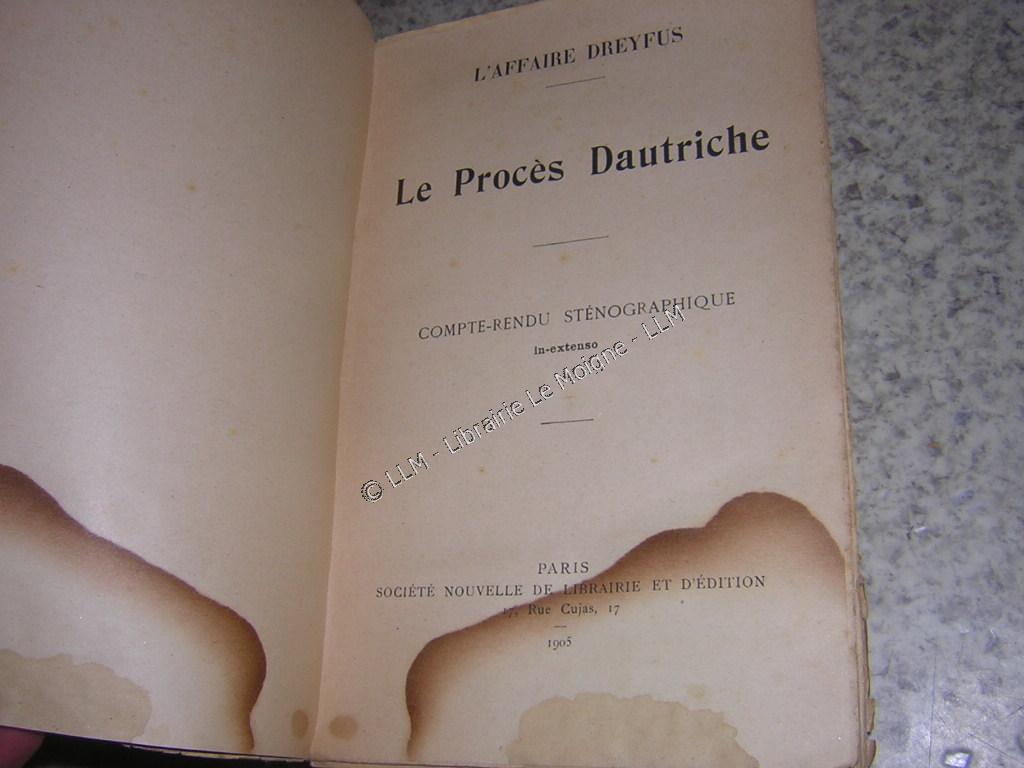 L'AFFAIRE DREYFUS
Le Procès Dautriche
COMPTE-RENDU STÉNOGRAPHIQUE
in-extenso
© LLM - Librairie Le Moigne - LLM
PARIS
SOCIÉTÉ NOUVELLE DE LIBRAIRIE ET D'ÉDITION
17, Rue Cujas, 17
1905